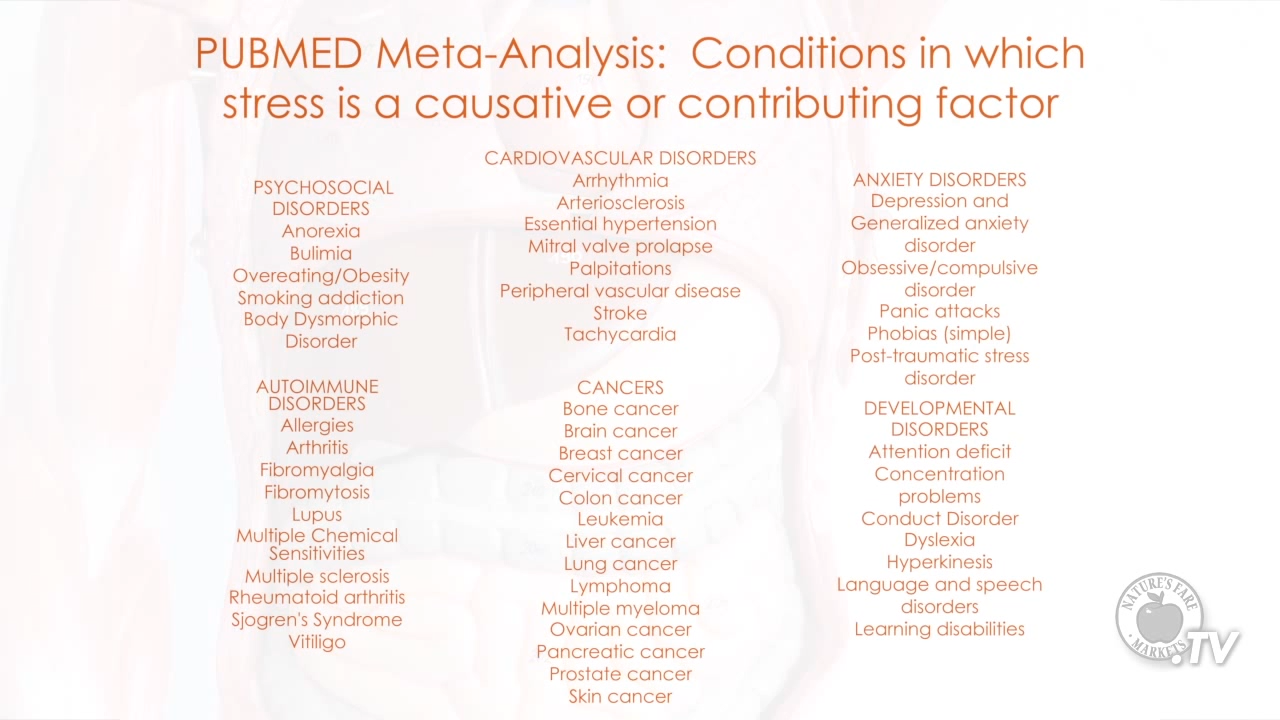 PUBMED Meta-Analysis: Conditions in which
stress is a causative or contributing factor
PSYCHOSOCIAL
DISORDERS
Anorexia
Bulimia
Overeating/Obesity
Smoking addiction
Body Dysmorphic
Disorder
CARDIOVASCULAR DISORDERS
Arrhythmia
Arteriosclerosis
Essential hypertension
Mitral valve prolapse
Palpitations
Peripheral vascular disease
Stroke
Tachycardia
ANXIETY DISORDERS
Depression and
Generalized anxiety
disorder
Obsessive/compulsive
disorder
Panic attacks
Phobias (simple)
Post-traumatic stress
disorder
AUTOIMMUNE
DISORDERS
Allergies
Arthritis
Fibromyalgia
Fibromytosis
Lupus
Multiple Chemical
Sensitivities
Multiple sclerosis
Rheumatoid arthritis
Sjogren's Syndrome
Vitiligo
CANCERS
Bone cancer
Brain cancer
Breast cancer
Cervical cancer
Colon cancer
Leukemia
Liver cancer
Lung cancer
Lymphoma
Multiple myeloma
Ovarian cancer
Pancreatic cancer
Prostate cancer
Skin cancer
DEVELOPMENTAL
DISORDERS
Attention deficit
Concentration
problems
Conduct Disorder
Dyslexia
Hyperkinesis
Language and speech
disorders
Learning disabilities
NATURE'S FARE
MARKETS
.TV